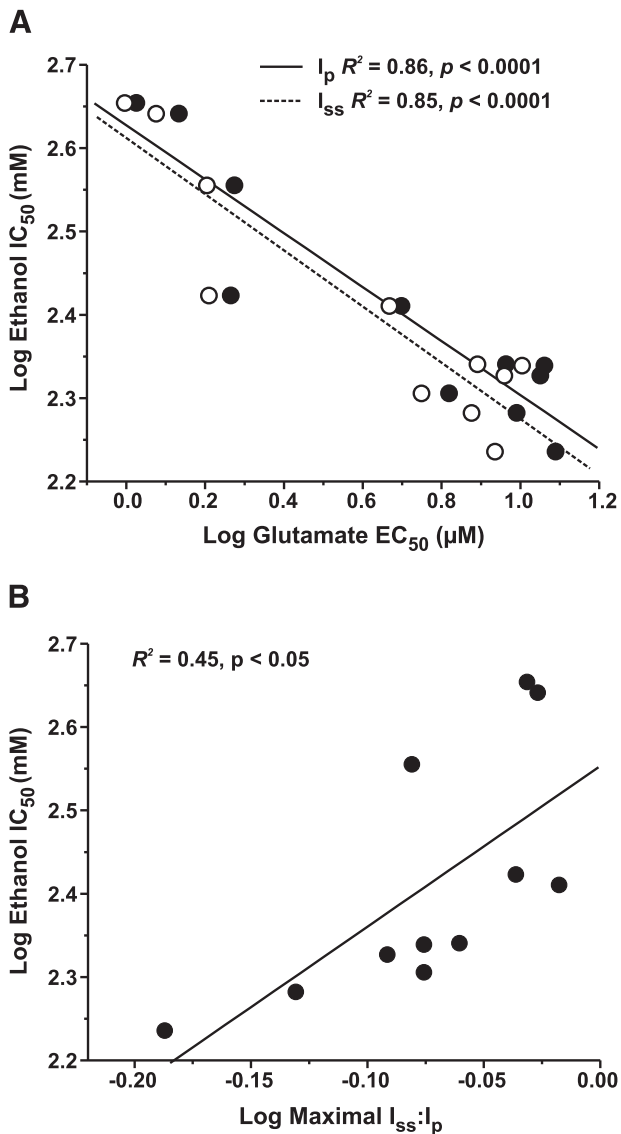 A
I_p R² = 0.86, p < 0.0001
I_ss R² = 0.85, p < 0.0001
2.7
2.6
2.5
2.4
2.3
2.2
Log Ethanol IC50 (mM)
0.0 0.2 0.4 0.6 0.8 1.0 1.2
Log Glutamate EC50 (µM)
B
R² = 0.45, p < 0.05
2.7
2.6
2.5
2.4
2.3
2.2
Log Ethanol IC50 (mM)
-0.20 -0.15 -0.10 -0.05 0.00
Log Maximal Iss:Ip